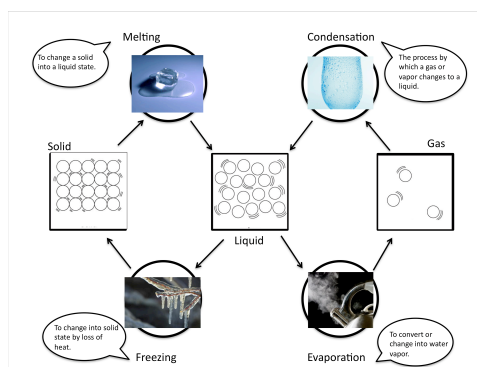 Melting
Condensation
To change a solid
into a liquid state.
The process by
which a gas or
vapor changes to a
liquid.
Solid
Gas
Liquid
To change into solid
state by loss of
heat.
Freezing
Evaporation
To convert or
change into water
vapor.